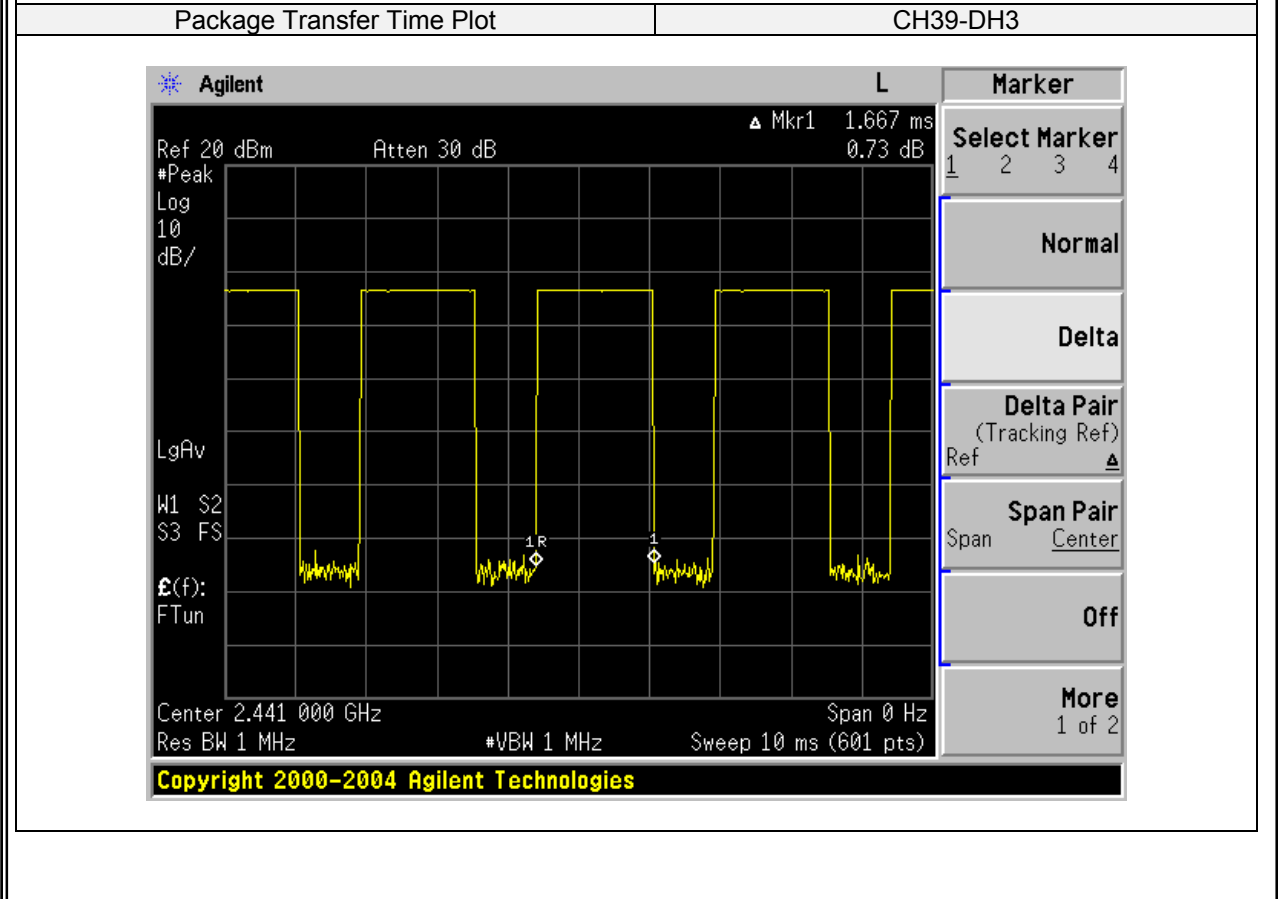 Package Transfer Time Plot CH39-DH3
Agilent L
Δ Mkr1 1.667 ms
Ref 20 dBm Atten 30 dB 0.73 dB
#Peak
Log
10
dB/
LgAv
W1 S2
S3 FS
£(f):
FTun
1R
1
Center 2.441 000 GHz Span 0 Hz
Res BW 1 MHz #VBW 1 MHz Sweep 10 ms (601 pts)
Copyright 2000-2004 Agilent Technologies
Marker
Select Marker
1 2 3 4
Normal
Delta
Delta Pair
(Tracking Ref)
Ref Δ
Span Pair
Span Center
Off
More
1 of 2